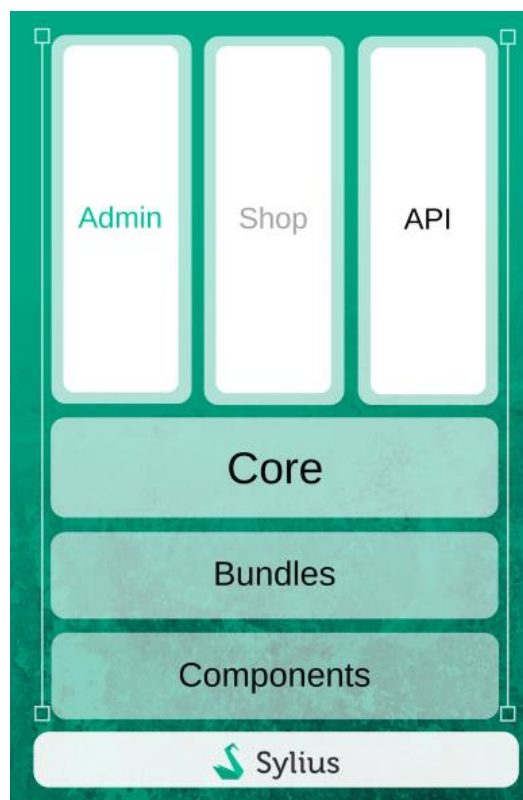 Admin
Shop
API
Core
Bundles
Components
Sylius